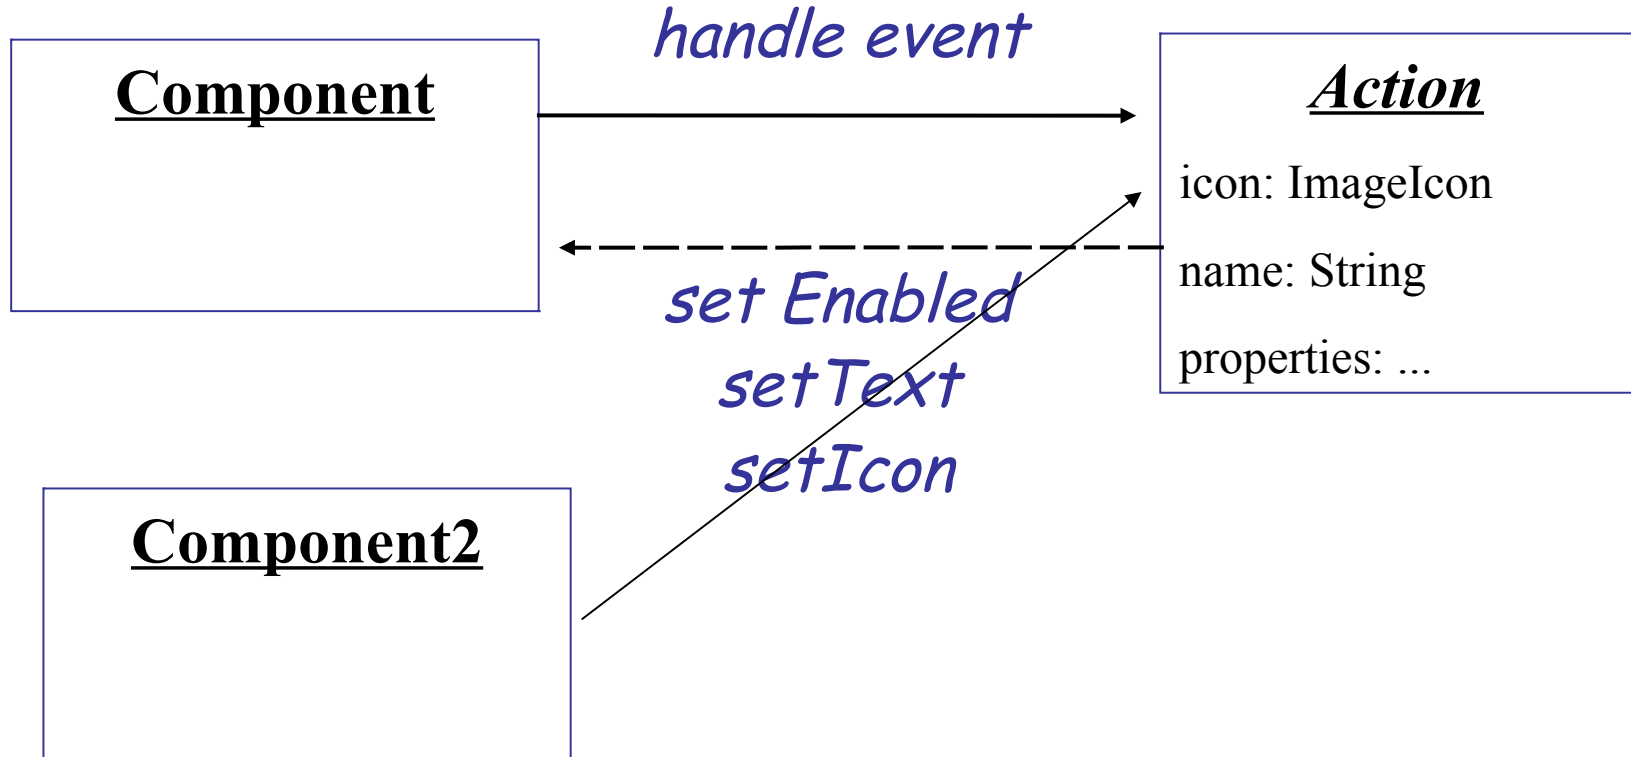 handle event
Component
Action
icon: ImageIcon
name: String
properties: ...
set Enabled
setText
setIcon
Component2